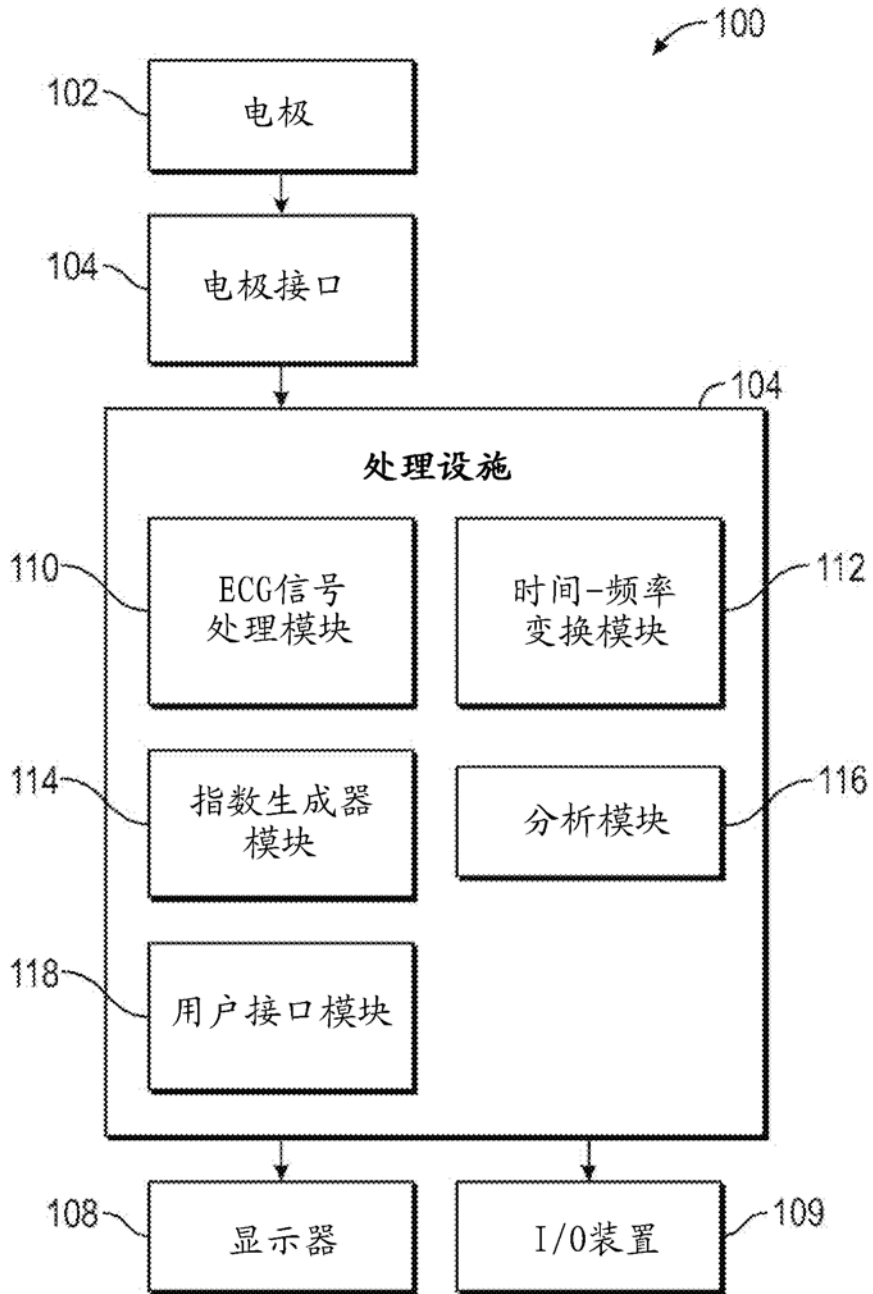 100
102
电极
104
电极接口
104
处理设施
110
ECG信号
处理模块
时间-频率
变换模块
112
114
指数生成器
模块
分析模块
116
118
用户接口模块
108
显示器
I/O装置
109